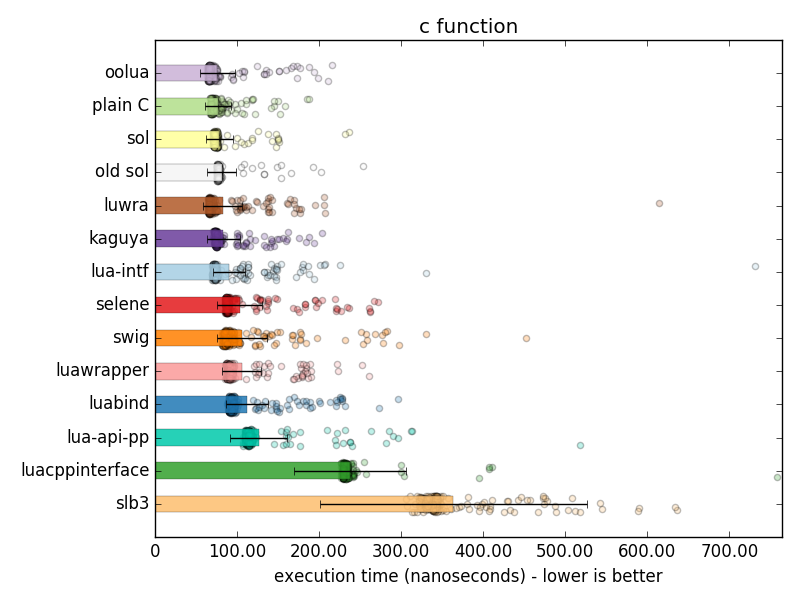 c function
oolua
plain C
sol
old sol
luwra
kaguya
lua-intf
selene
swig
luawrapper
luabind
lua-api-pp
luacppinterface
slb3
0 100.00 200.00 300.00 400.00 500.00 600.00 700.00
execution time (nanoseconds) - lower is better